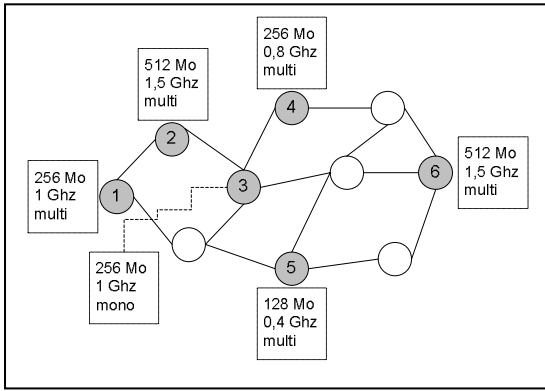 256 Mo
0,8 Ghz
multi
512 Mo
1,5 Ghz
multi
4
2
512 Mo
1,5 Ghz
multi
256 Mo
1 Ghz
multi
1
3
6
256 Mo
1 Ghz
mono
5
128 Mo
0,4 Ghz
multi